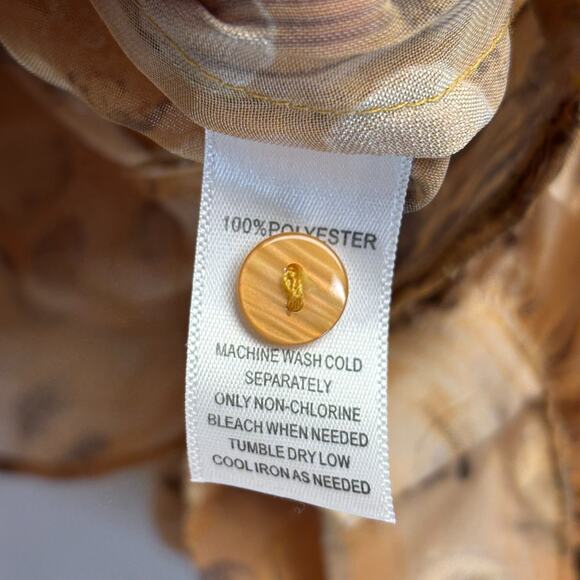 100%POLYESTER
MACHINE WASH COLD
SEPARATELY
ONLY NON-CHLORINE
BLEACH WHEN NEEDED
TUMBLE DRY LOW
COOL IRON AS NEEDED